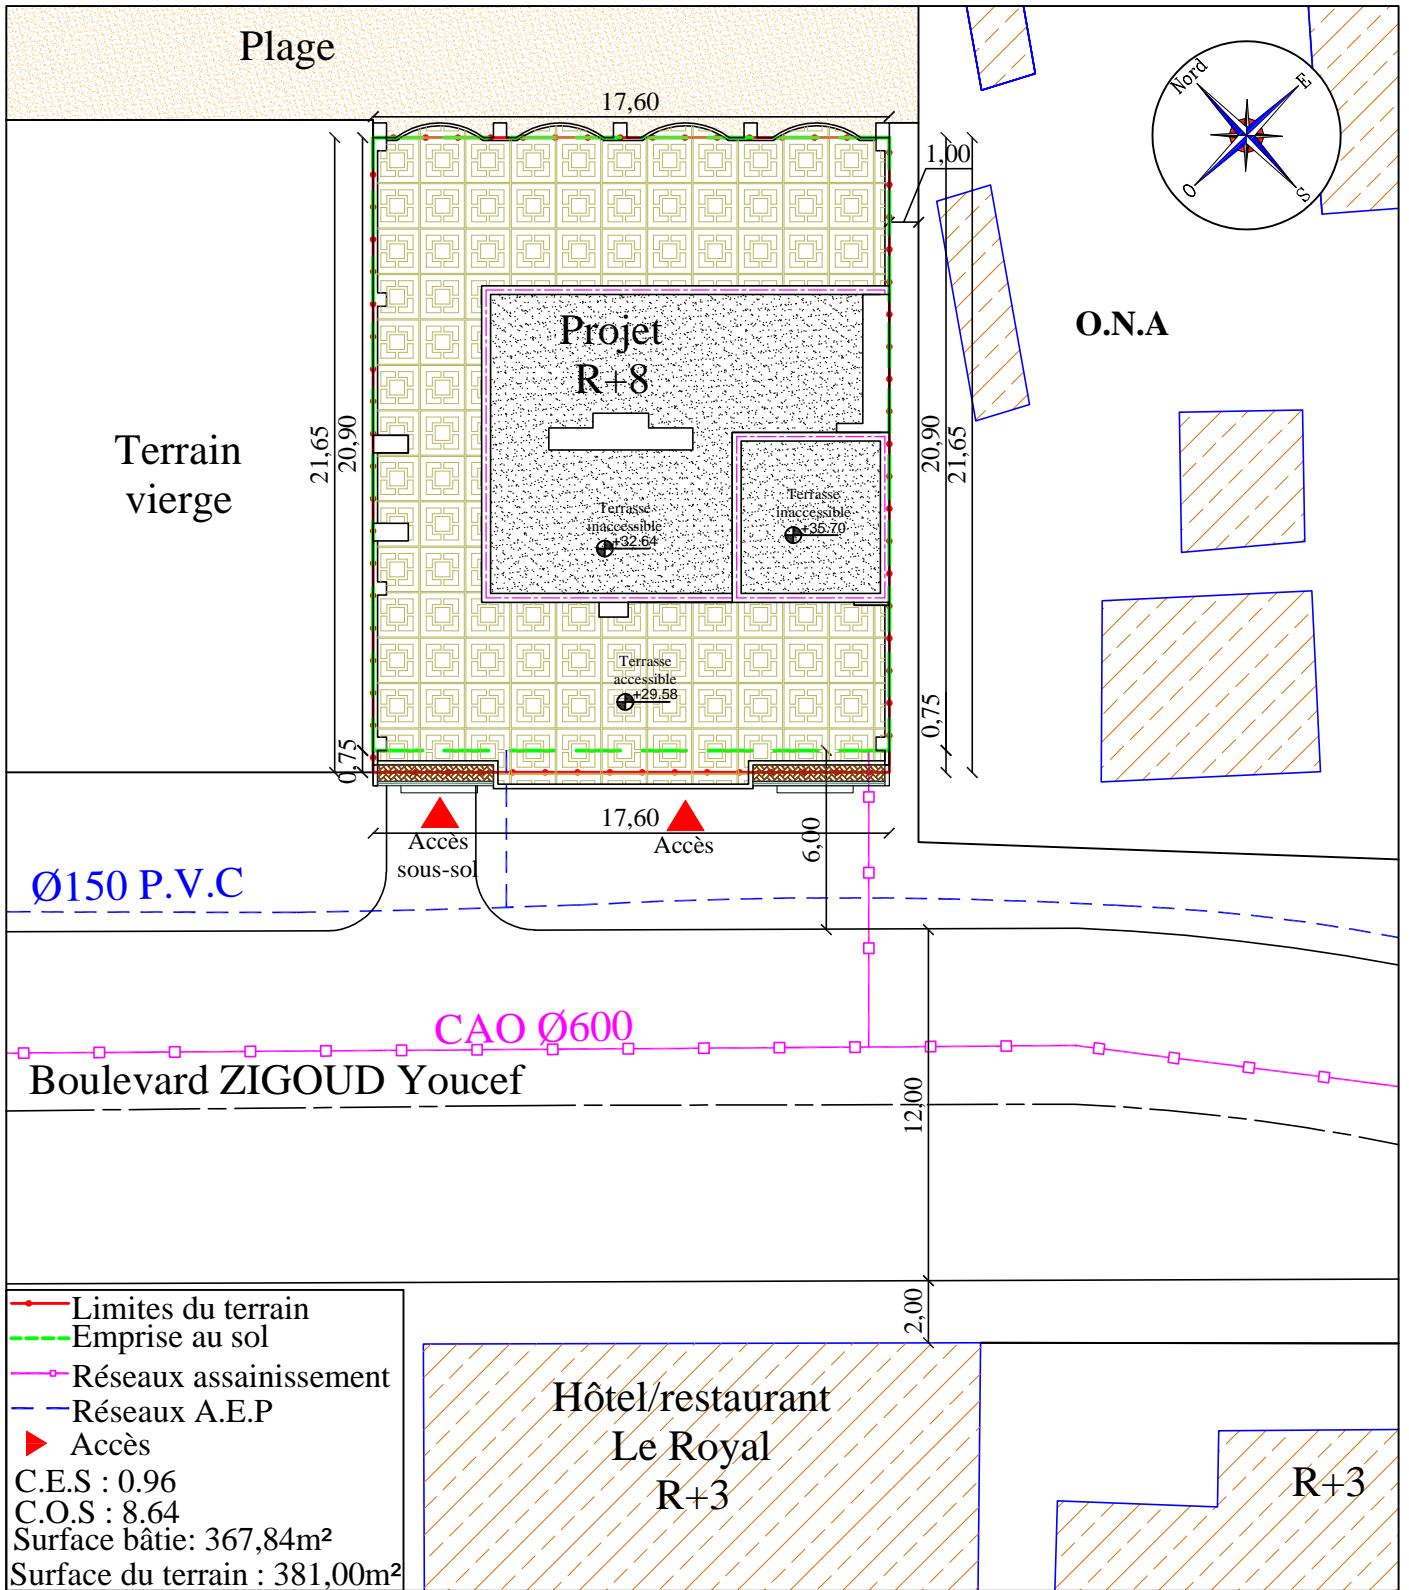 Plage
17,60
Nord
E
O
S
1,00
O.N.A
Projet
R+8
Terrain
vierge
21,65
20,90
20,90
21,65
Terrasse
inaccessible
+35.70
Terrasse
inaccessible
+32.64
Terrasse
accessible
+29.58
0,75
0,75
17,60
6,00
Accès
sous-sol
Accès
Ø150 P.V.C
CAO Ø600
Boulevard ZIGOUD Youcef
12,00
2,00
Limites du terrain
Emprise au sol
Réseaux assainissement
Réseaux A.E.P
Accès
C.E.S : 0.96
C.O.S : 8.64
Surface bâtie: 367,84m²
Surface du terrain : 381,00m²
Hôtel/restaurant
Le Royal
R+3
R+3